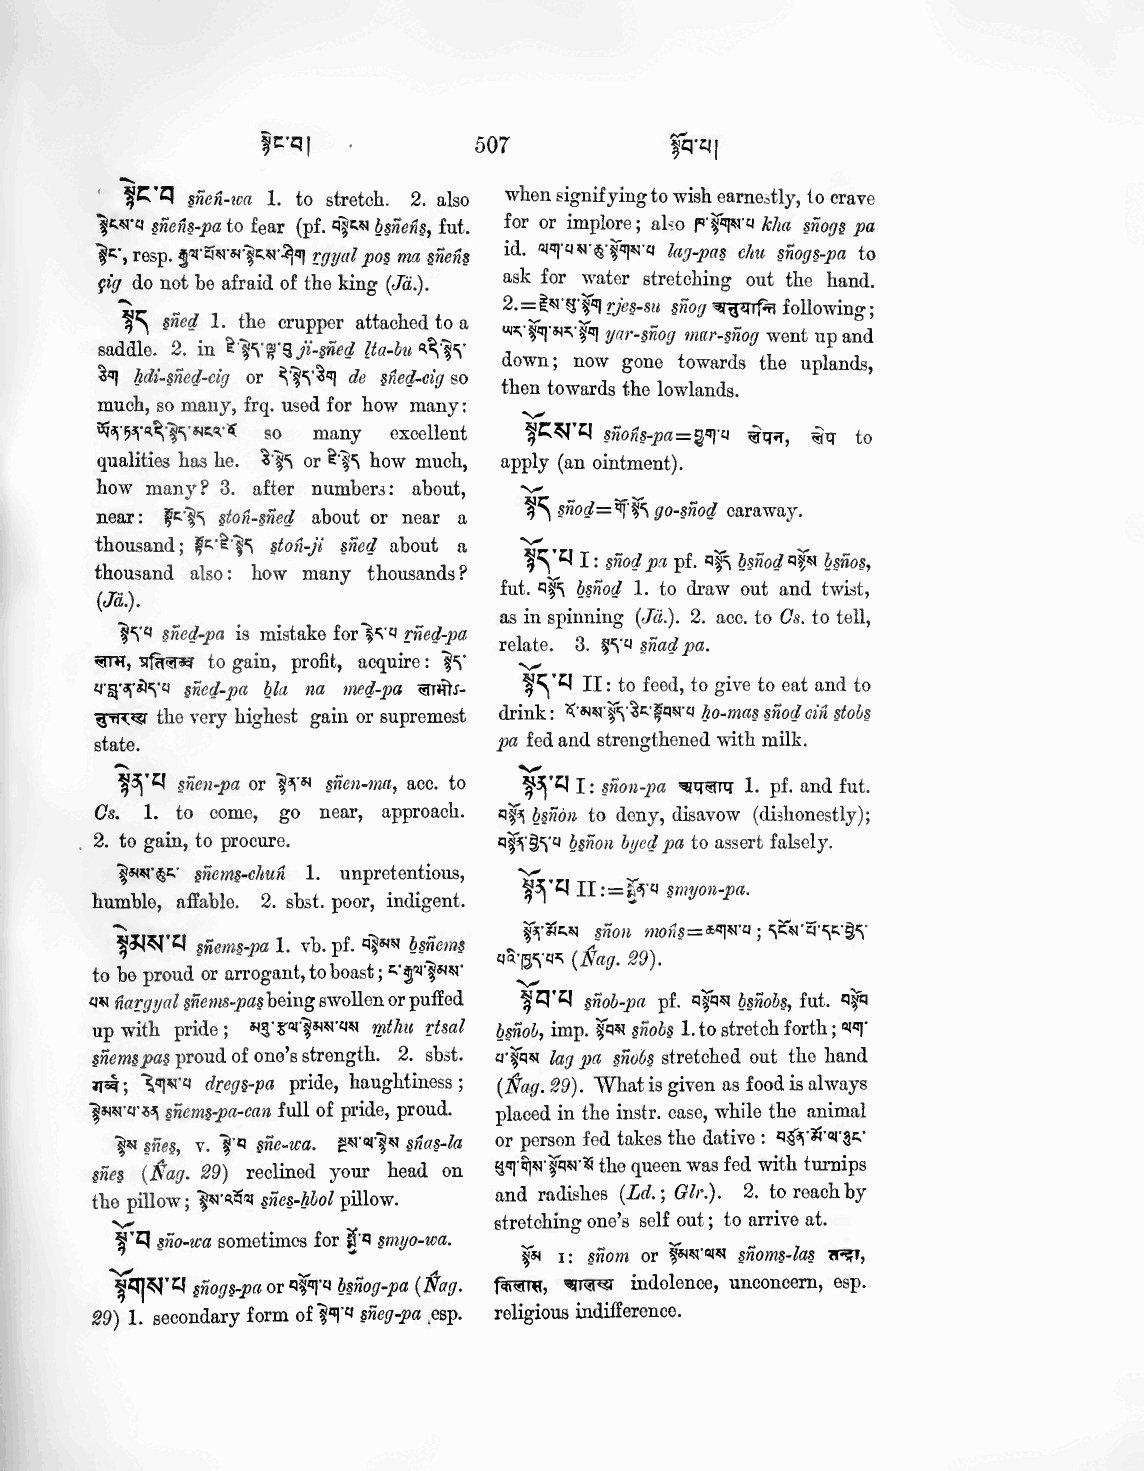 སྙེང་བ། 507 སྙོབ་པ།
སྙེང་བ sñeṅ-wa 1. to stretch. 2. also
སྙེངས་པ sñeṅs-pa to fear (pf. བསྙེངས bsñeṅs, fut.
སྙེང་, resp. རྒྱལ་པོས་མ་སྙེངས་ཤིག rgyal pos ma sñeṅs
çig do not be afraid of the king (Jä.).
སྙེད sñed 1. the crupper attached to a
saddle. 2. in ཇི་སྙེད་ལྟ་བུ ji-sñed lta-bu འདི་སྙེད་
ཅིག ḥdi-sñed-cig or དེ་སྙེད་ཅིག de sñed-cig so
much, so many, frq. used for how many:
ཡོན་ཏན་འདི་སྙེད་མངའ་བོ so many excellent
qualities has he. ཅི་སྙེད or ཇི་སྙེད how much,
how many? 3. after numbers: about,
near: སྟོང་སྙེད stoṅ-sñed about or near a
thousand; སྟོང་ཇི་སྙེད stoṅ-ji sñed about a
thousand also: how many thousands?
(Jä.).
སྙེད་པ sñed-pa is mistake for རྙེད་པ rñed-pa
लाभ, प्रतिलम्भ to gain, profit, acquire: སྙེད་
པ་བླ་ན་མེད་པ sñed-pa bla na med-pa लाभोऽ-
नुत्तरस्य the very highest gain or supremest
state.
སྙེན་པ sñen-pa or སྙེན་མ sñen-ma, acc. to
Cs. 1. to come, go near, approach.
2. to gain, to procure.
སྙེམས་ཆུང་ sñems-chuṅ 1. unpretentious,
humble, affable. 2. sbst. poor, indigent.
སྙེམས་པ sñems-pa 1. vb. pf. བསྙེམས bsñems
to be proud or arrogant, to boast; ང་རྒྱལ་སྙེམས་
པས ṅargyal sñems-pas being swollen or puffed
up with pride; མཐུ་རྩལ་སྙེམས་པས mthu rtsal
sñems pas proud of one's strength. 2. sbst.
गर्व्व; དྲེགས་པ dregs-pa pride, haughtiness;
སྙེམས་པ་ཅན sñems-pa-can full of pride, proud.
སྙེས sñes, v. སྙེ་བ sñe-wa. སྔས་ལ་སྙེས sṅas-la
sñes (Ñag. 29) reclined your head on
the pillow; སྙེས་འབོལ sñes-ḥbol pillow.
སྙོ་བ sño-wa sometimes for སྨྱོ་བ smyo-wa.
སྙོགས་པ sñogs-pa or བསྙོག་པ bsñog-pa (Ñag.
29) 1. secondary form of སྙེག་པ sñeg-pa esp.
when signifying to wish earnestly, to crave
for or implore; also ཁ་སྙོགས་པ kha sñogs pa
id. ལག་པས་ཆུ་སྙོགས་པ lag-pas chu sñogs-pa to
ask for water stretching out the hand.
2.=རྗེས་སུ་སྙོག rjes-su sñog अनुयान्ति following;
ཡར་སྙོག་མར་སྙོག yar-sñog mar-sñog went up and
down; now gone towards the uplands,
then towards the lowlands.
སྙོངས་པ sñoṅs-pa=བྱུག་པ लेपन, लेप to
apply (an ointment).
སྙོད sñod=གོ་སྙོད go-sñod caraway.
སྙོད་པ I: sñod pa pf. བསྙོད bsñod བསྙོས bsños,
fut. བསྙོད bsñod 1. to draw out and twist,
as in spinning (Jä.). 2. acc. to Cs. to tell,
relate. 3. སྙད་པ sñad pa.
སྙོད་པ II: to feed, to give to eat and to
drink: འོ་མས་སྙོད་ཅིང་སྟོབས་པ ḥo-mas sñod ciṅ stobs
pa fed and strengthened with milk.
སྙོན་པ I: sñon-pa अपलाप 1. pf. and fut.
བསྙོན bsñon to deny, disavow (dishonestly);
བསྙོན་བྱེད་པ bsñon byed pa to assert falsely.
སྙོན་པ II:=སྨྱོན་པ smyon-pa.
སྙོན་མོངས sñon moṅs=ཆགས་པ; དངོས་པོ་དང་བྱེད་
པའི་ཁྱད་པར (Ñag. 29).
སྙོབ་པ sñob-pa pf. བསྙོབས bsñobs, fut. བསྙོབ
bsñob, imp. སྙོབས sñobs 1. to stretch forth; ལག་
པ་སྙོབས lag pa sñobs stretched out the hand
(Ñag. 29). What is given as food is always
placed in the instr. case, while the animal
or person fed takes the dative: བཙུན་མོ་ལ་ཉུང་
ཕུག་གིས་སྙོབས་སོ the queen was fed with turnips
and radishes (Ld.; Glr.). 2. to reach by
stretching one's self out; to arrive at.
སྙོམ I: sñom or སྙོམས་ལས sñoms-las तन्द्रा,
किलास, आलस्य indolence, unconcern, esp.
religious indifference.